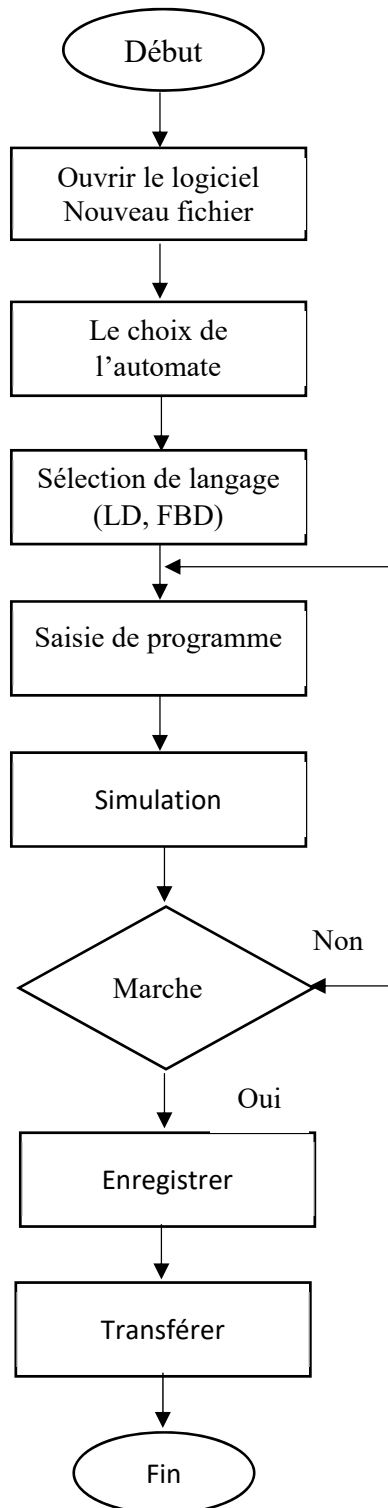 Début
Ouvrir le logiciel
Nouveau fichier
Le choix de
l’automate
Sélection de langage
(LD, FBD)
Saisie de programme
Simulation
Non
Marche
Oui
Enregistrer
Transférer
Fin